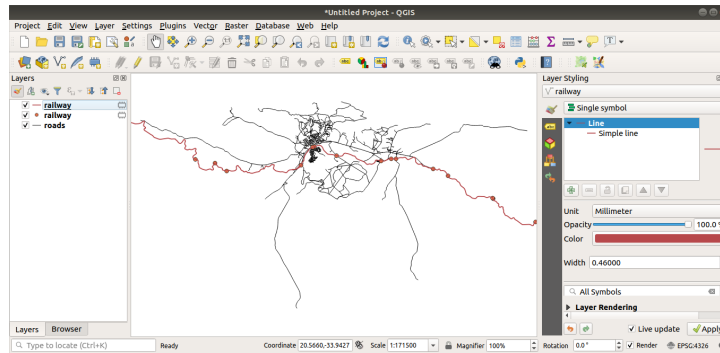 *Untitled Project - QGIS
Project Edit View Layer Settings Plugins Vector Raster Database Web Help
Layers
railway
railway
roads
Layers Browser
Layer Styling
railway
Single symbol
Line
Simple line
Unit Millimeter
Opacity 100.0
Color
Width 0.46000
All Symbols
Layer Rendering
Live update Apply
Type to locate (Ctrl+K) Ready Coordinate 20.5660,-33.9427 Scale 1:171500 Magnifier 100% Rotation 0.0° Render EPSG:4326